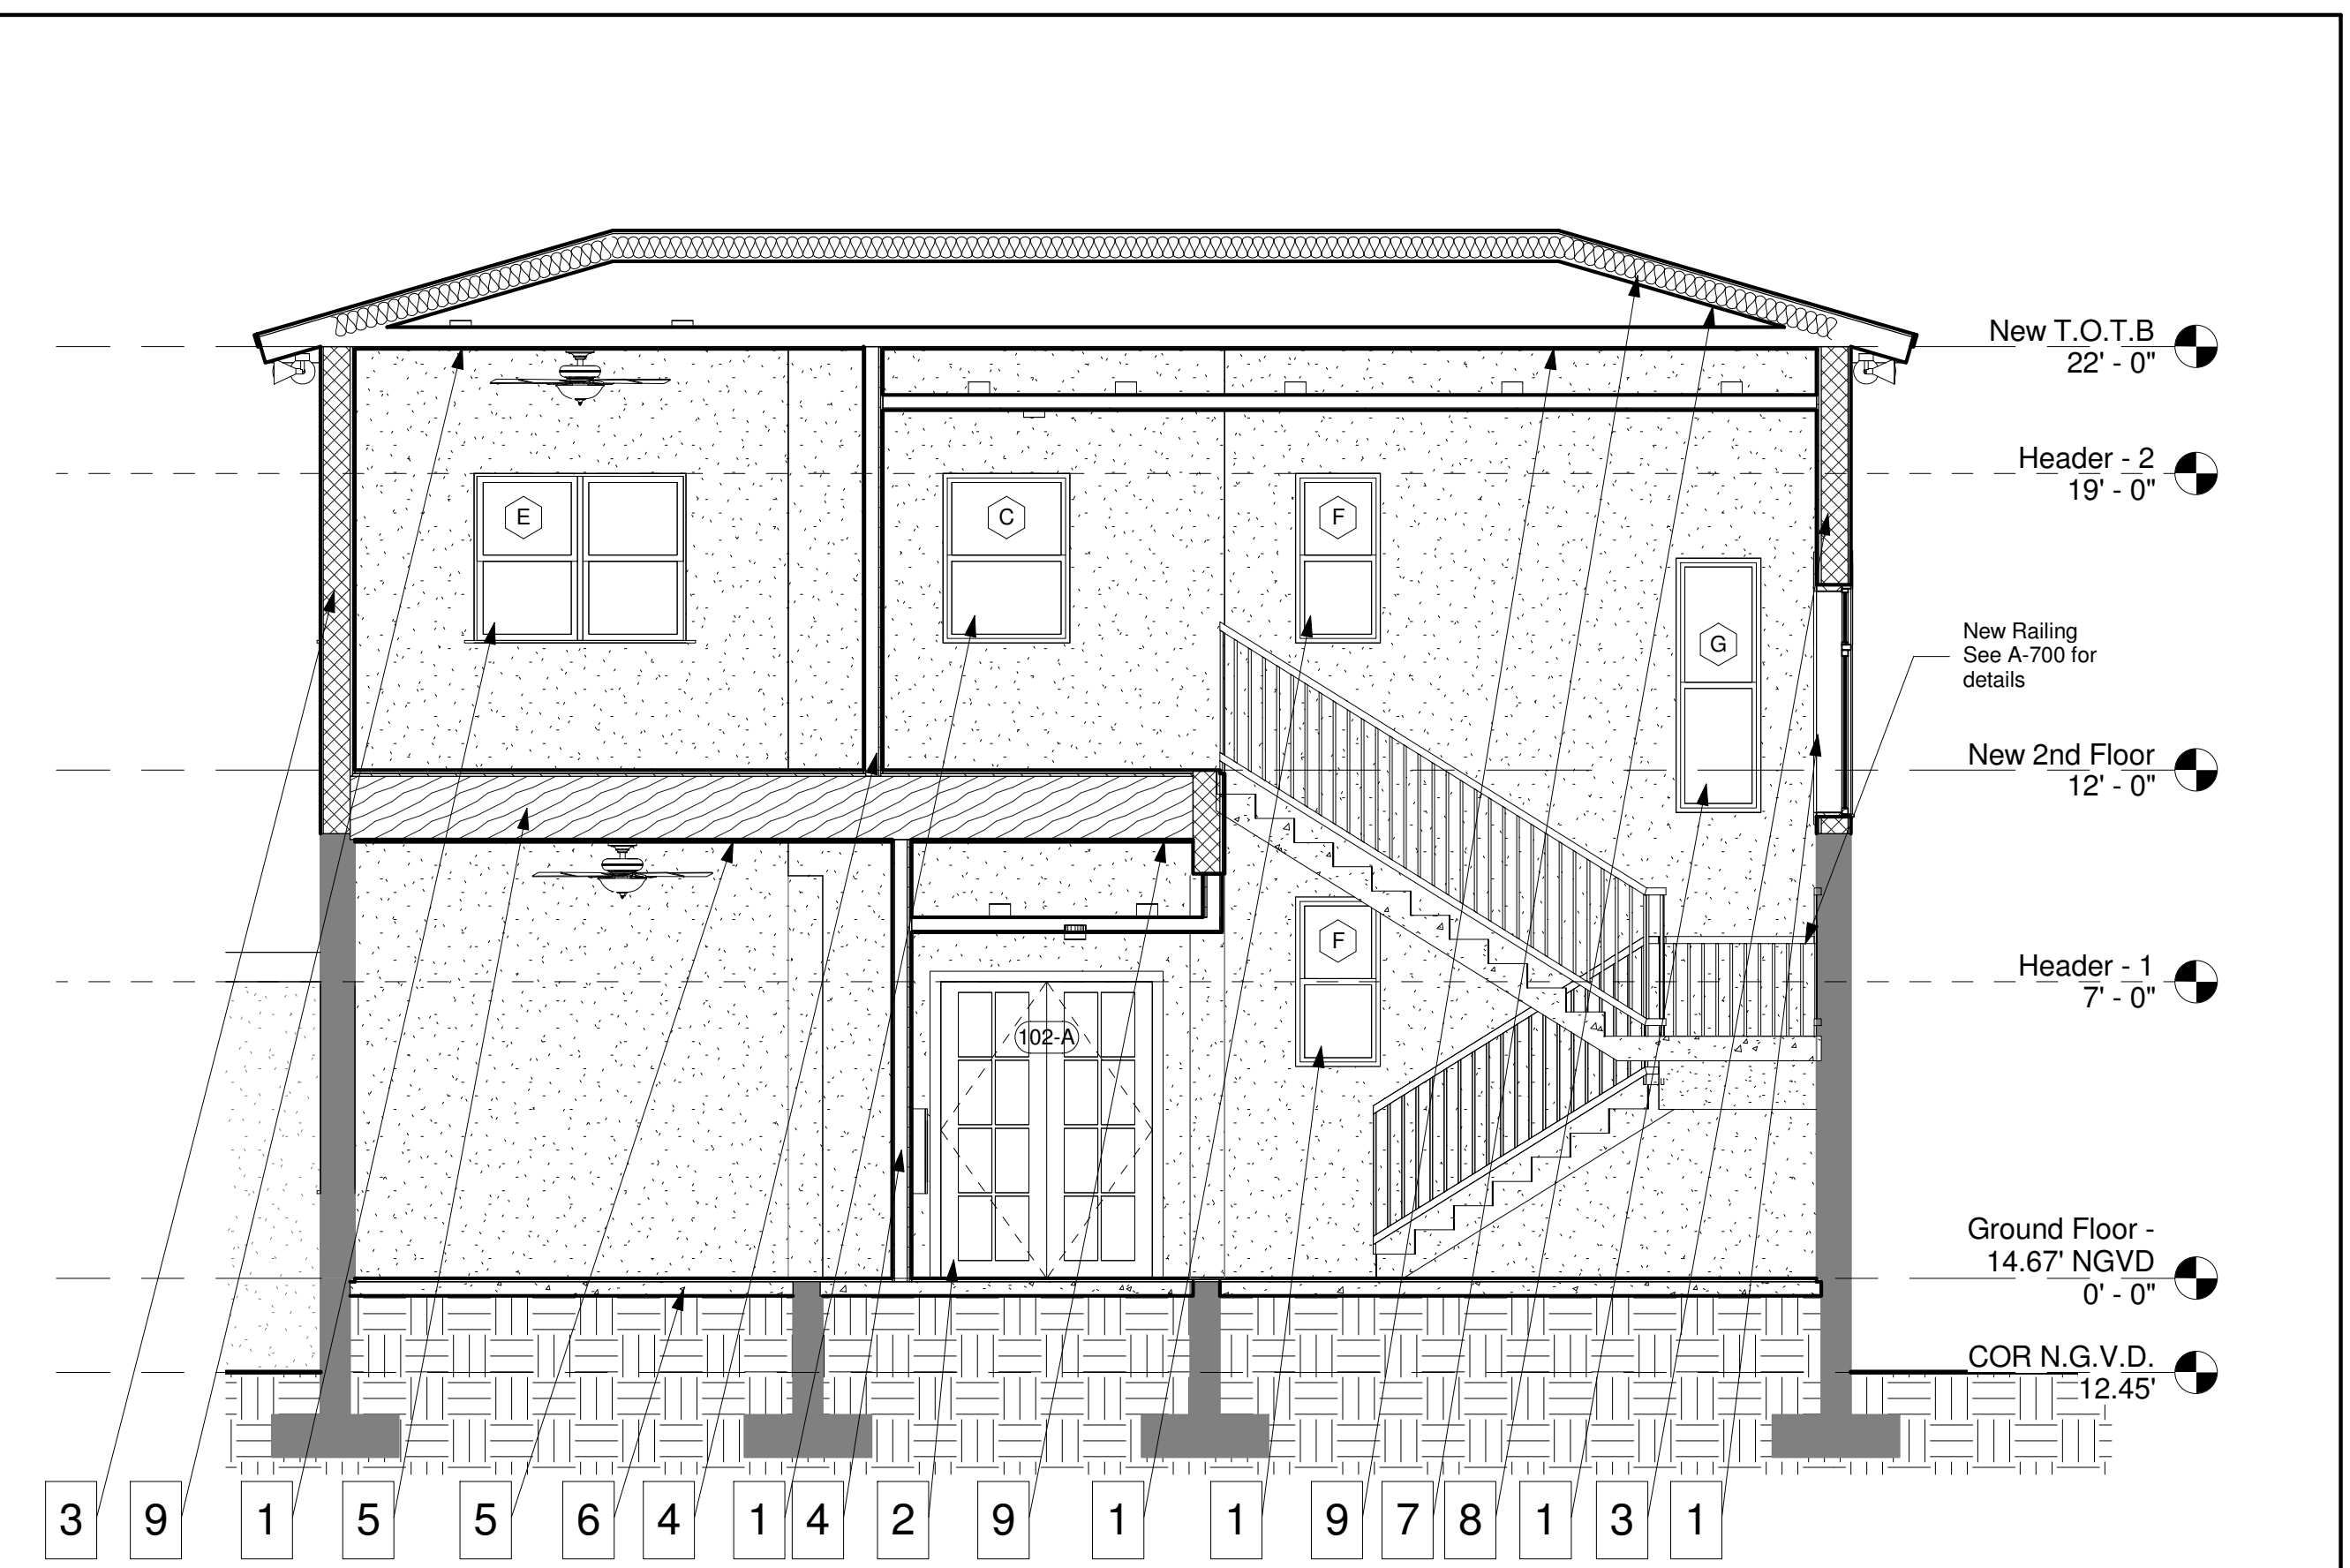 New T.O.T.B
22' - 0"
Header - 2
19' - 0"
E
C
F
G
New Railing
See A-700 for
details
New 2nd Floor
12' - 0"
F
Header - 1
7' - 0"
102-A
Ground Floor -
14.67' NGVD
0' - 0"
COR N.G.V.D.
12.45'
3 9 1 5 5 6 4 1 4 2 9 1 1 9 7 8 1 3 1